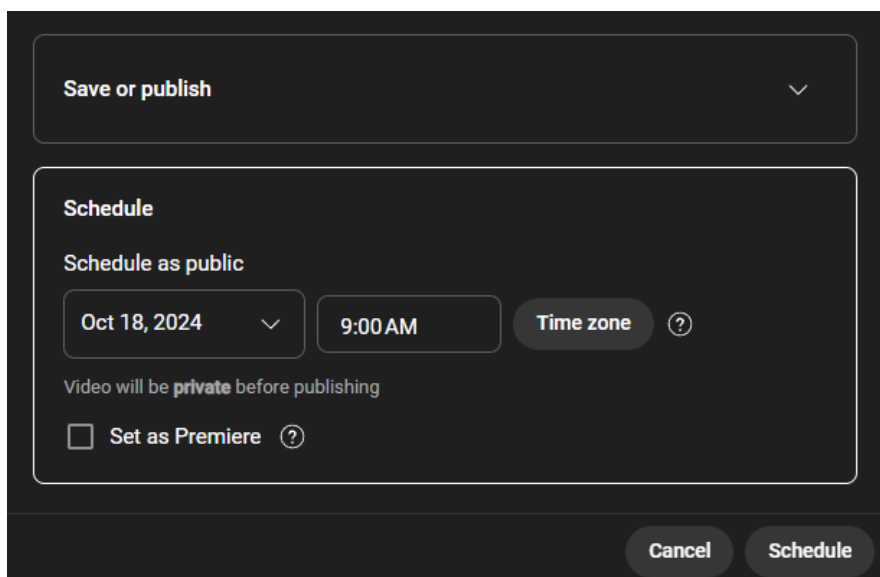 Save or publish
Schedule
Schedule as public
Oct 18, 2024 9:00 AM Time zone ?
Video will be private before publishing
Set as Premiere ?
Cancel Schedule